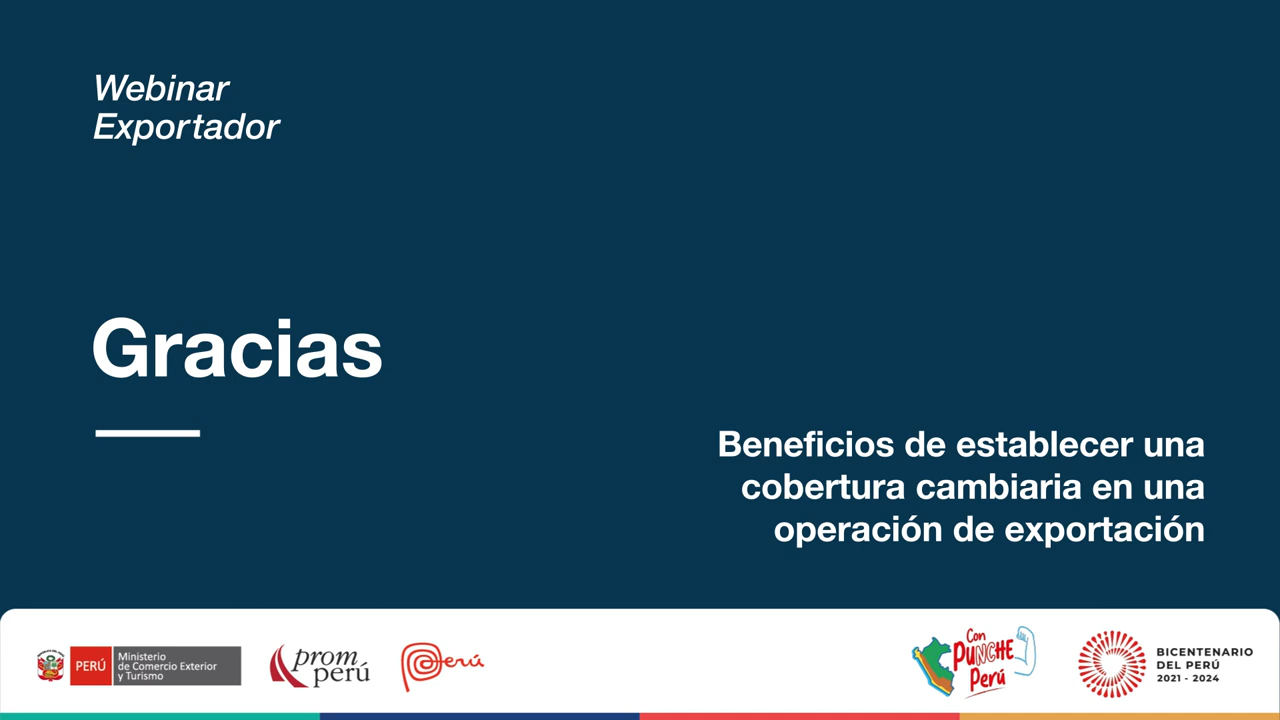 Webinar
Exportador
Gracias
Beneficios de establecer una
cobertura cambiaria en una
operación de exportación
PERÚ
Ministerio
de Comercio Exterior
y Turismo
prom
perú
Perú
Con
PUNCHE
Perú
BICENTENARIO
DEL PERÚ
2021 - 2024